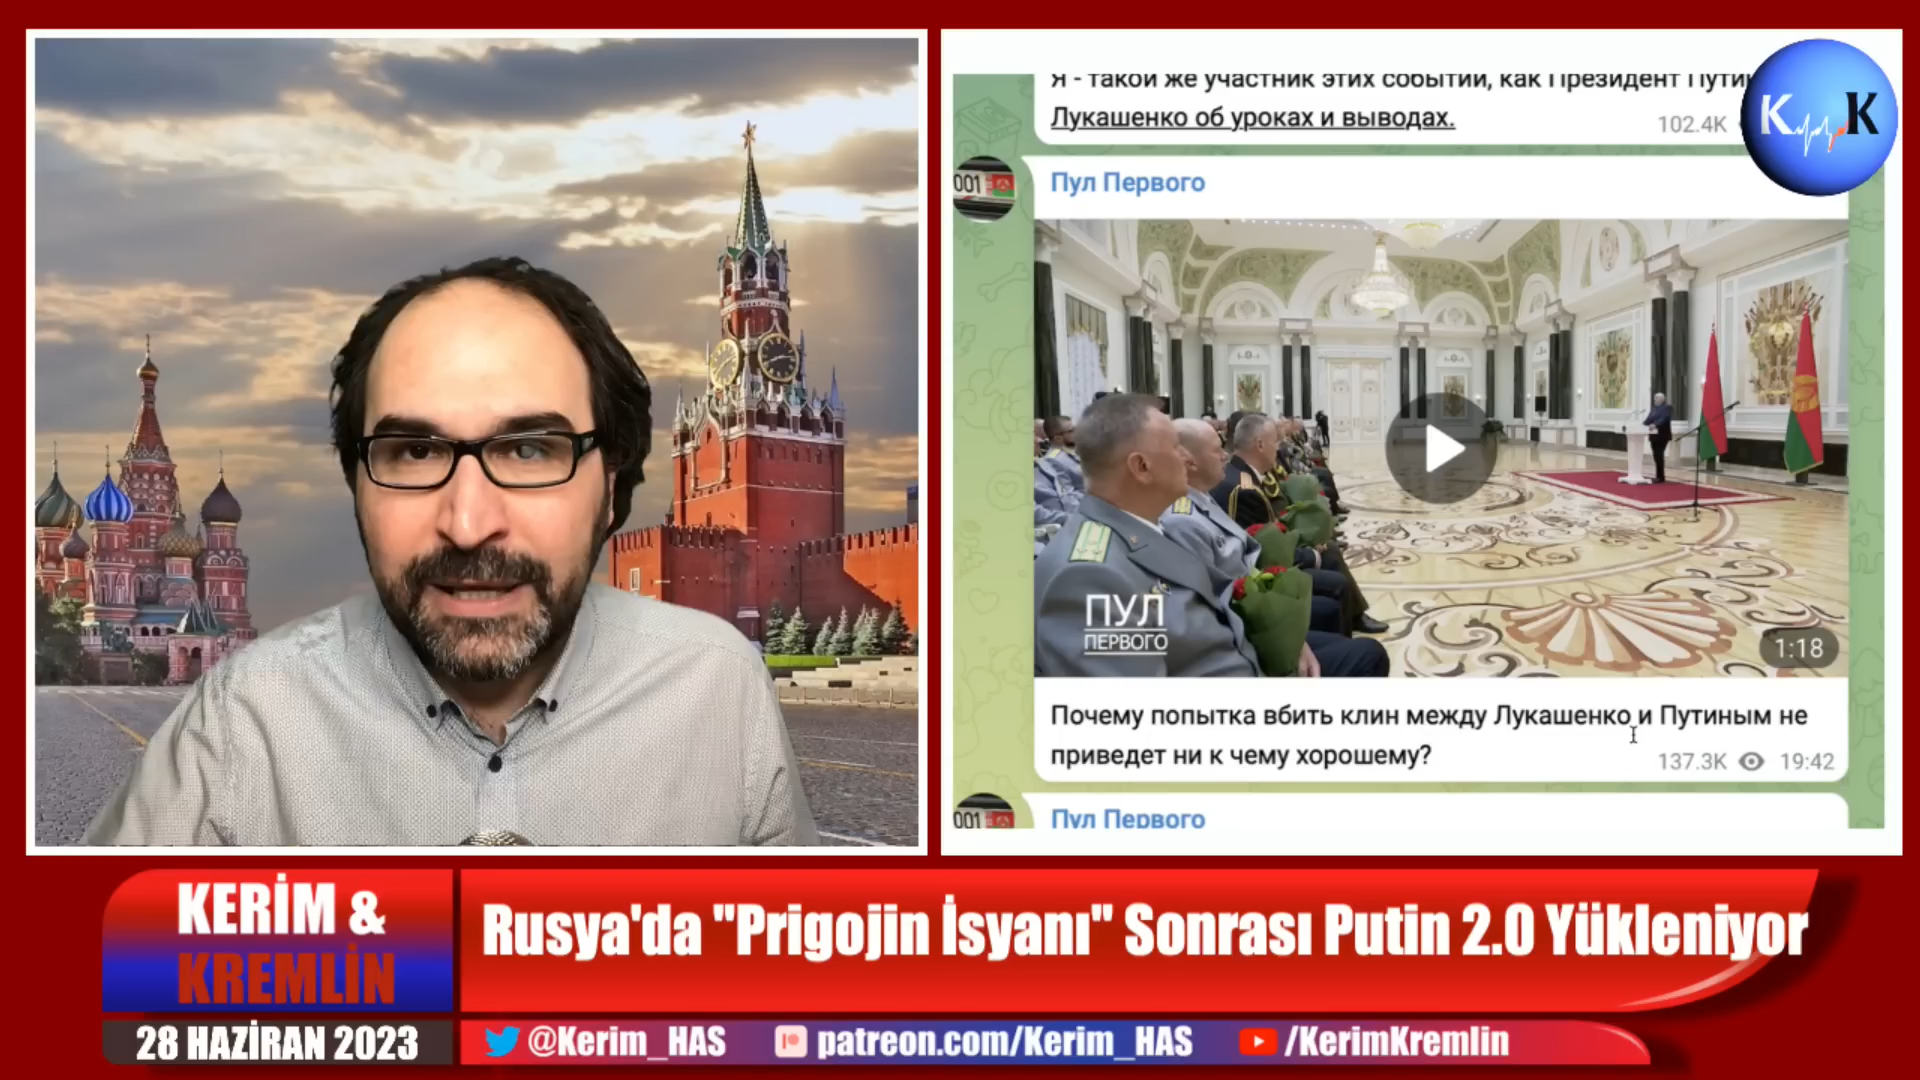 Я - такой же участник этих событий, как Президент
Лукашенко об уроках и выводах.
102.4K
K K
001
Пул Первого
ПУЛ
ПЕРВОГО
1:18
Почему попытка вбить клин между Лукашенко и Путиным не
приведет ни к чему хорошему?
137.3K 19:42
001
Пул Первого
KERİM &
KREMLİN
Rusya'da "Prigojin İsyanı" Sonrası Putin 2.0 Yükleniyor
28 HAZİRAN 2023
@Kerim_HAS
patreon.com/Kerim_HAS
/KerimKremlin